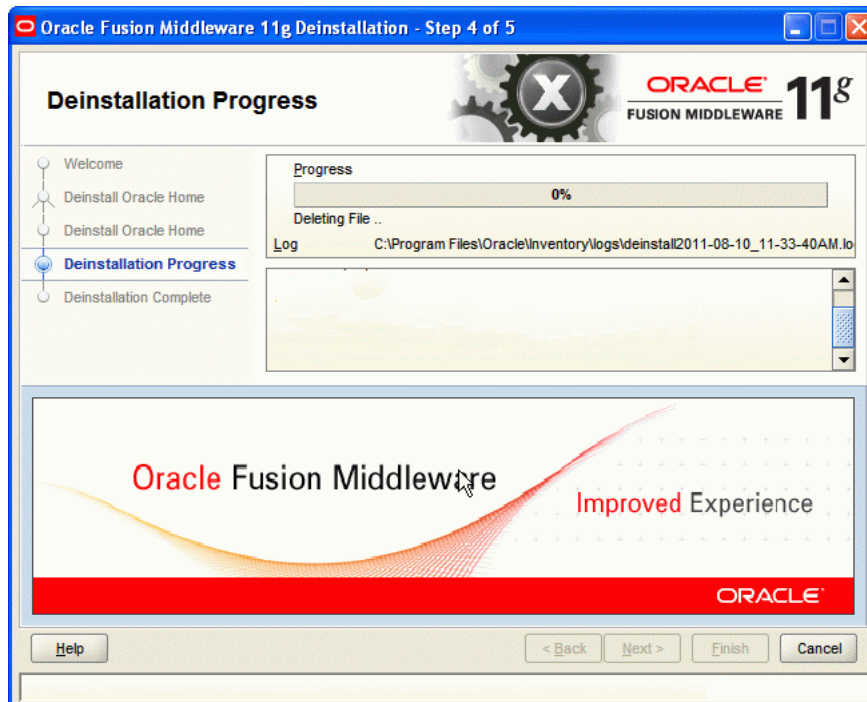 Oracle Fusion Middleware 11g Deinstallation - Step 4 of 5
Deinstallation Progress
ORACLE
FUSION MIDDLEWARE 11g
Welcome
Deinstall Oracle Home
Deinstall Oracle Home
Deinstallation Progress
Deinstallation Complete
Progress
0%
Deleting File ..
Log C:\Program Files\Oracle\Inventory\logs\deinstall2011-08-10_11-33-40AM.lo
Oracle Fusion Middleware
Improved Experience
ORACLE
Help
< Back
Next >
Finish
Cancel